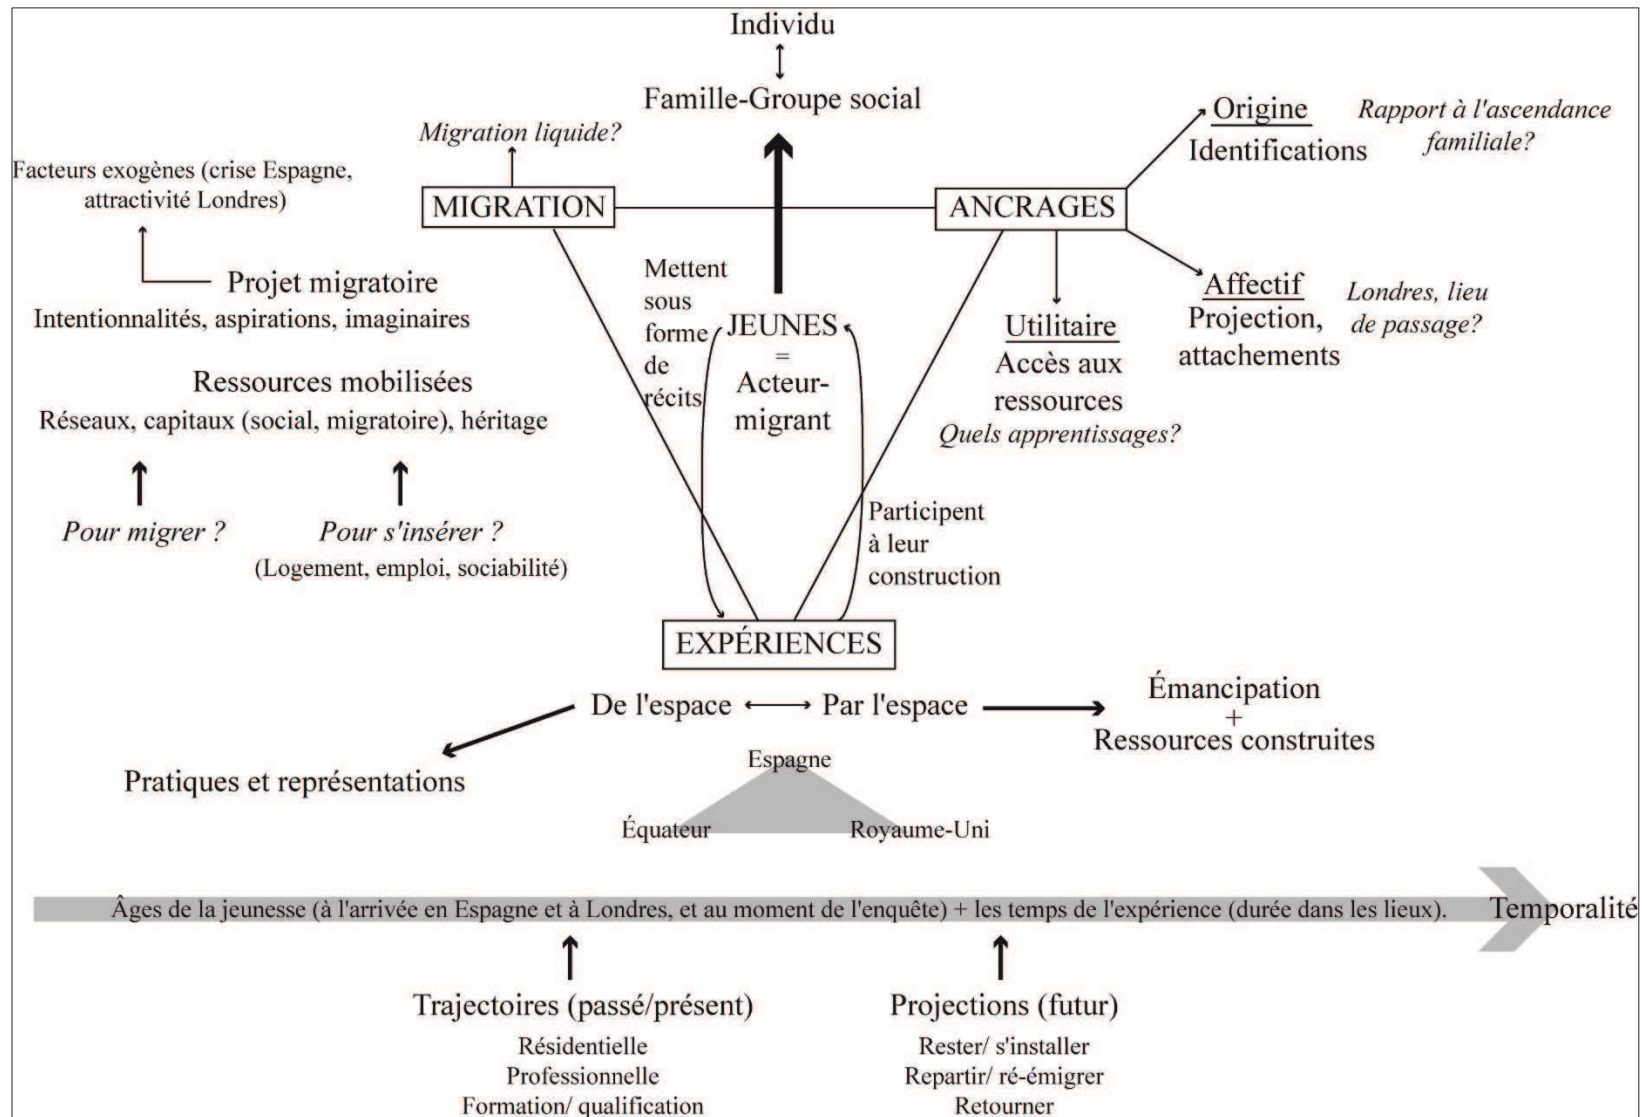 Individu
Famille-Groupe social
Migration liquide?
Facteurs exogènes (crise Espagne,
attractivité Londres)
MIGRATION
ANCRAGES
Origine
Identifications
Rapport à l'ascendance
familiale?
Projet migratoire
Intentionnalités, aspirations, imaginaires
Mettent
sous
forme
de
récits
JEUNES
=
Acteur-
migrant
Utilitaire
Accès aux
ressources
Quels apprentissages?
Affectif
Projection,
attachements
Londres, lieu
de passage?
Ressources mobilisées
Réseaux, capitaux (social, migratoire), héritage
Pour migrer ?
Pour s'insérer ?
(Logement, emploi, sociabilité)
Participent
à leur
construction
EXPÉRIENCES
De l'espace
Par l'espace
Émancipation
+
Ressources construites
Pratiques et représentations
Espagne
Équateur
Royaume-Uni
Âges de la jeunesse (à l'arrivée en Espagne et à Londres, et au moment de l'enquête) + les temps de l'expérience (durée dans les lieux).
Temporalité
Trajectoires (passé/présent)
Résidentielle
Professionnelle
Formation/ qualification
Projections (futur)
Rester/ s'installer
Repartir/ ré-émigrer
Retourner